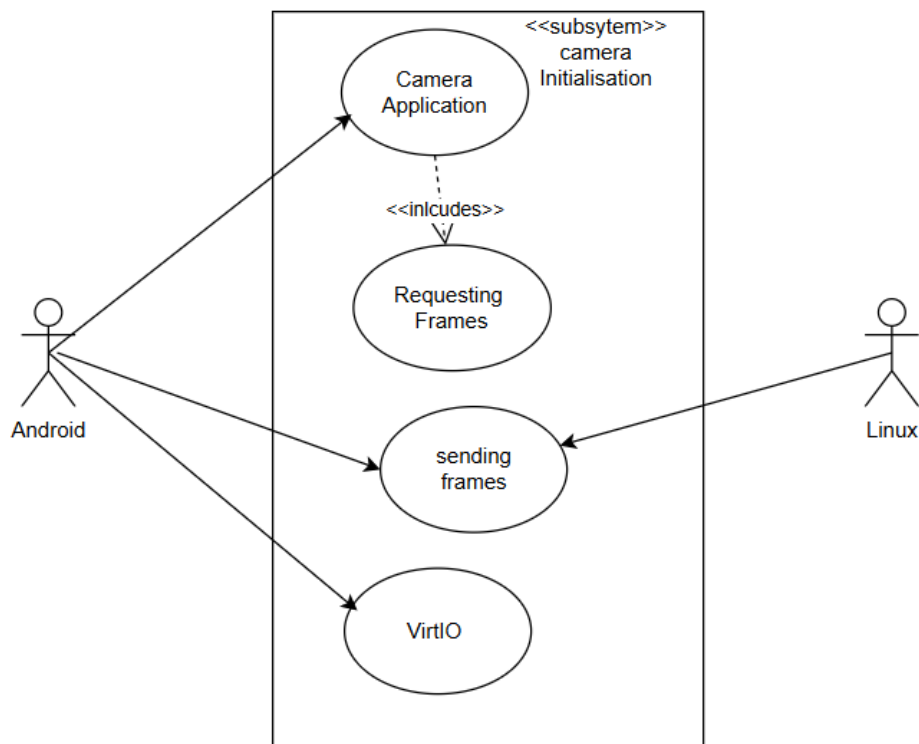 <<subsytem>>
camera
Initialisation
Camera
Application
<<inlcudes>>
Requesting
Frames
Android
Linux
sending
frames
VirtIO